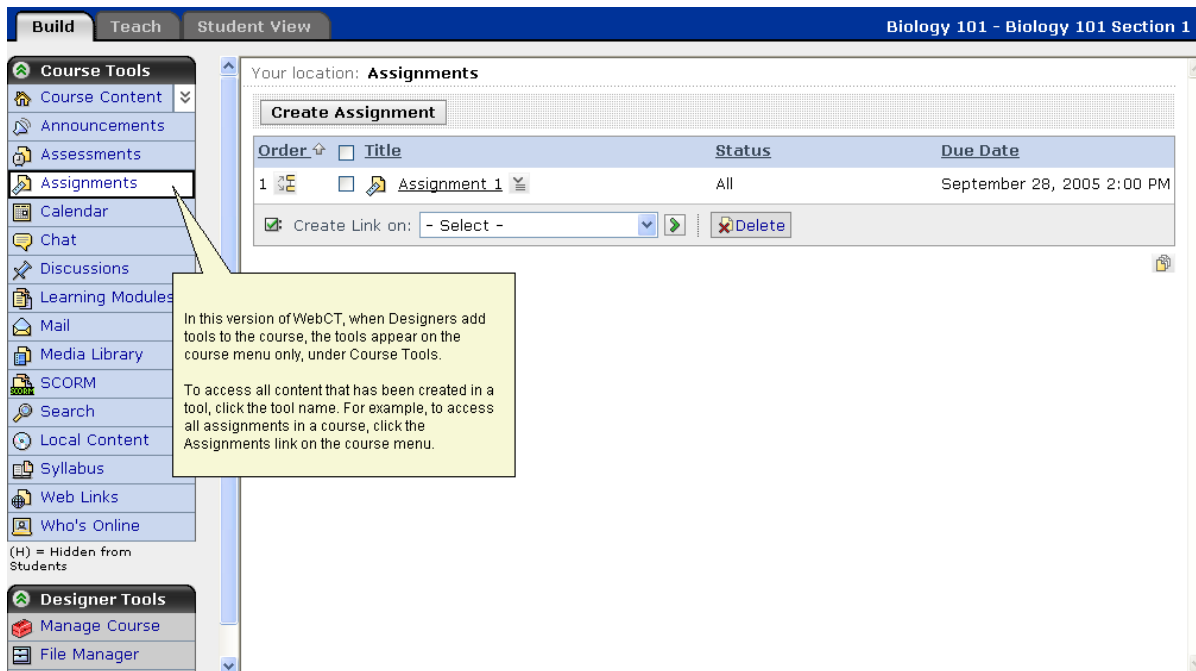 Build Teach Student View Biology 101 - Biology 101 Section 1
Course Tools
Course Content
Announcements
Assessments
Assignments
Calendar
Chat
Discussions
Learning Modules
Mail
Media Library
SCORM
Search
Local Content
Syllabus
Web Links
Who's Online
(H) = Hidden from
Students
Designer Tools
Manage Course
File Manager
Your location: Assignments
Create Assignment
Order Title Status Due Date
1 Assignment 1 All September 28, 2005 2:00 PM
Create Link on: - Select - Delete
In this version of WebCT, when Designers add
tools to the course, the tools appear on the
course menu only, under Course Tools.
To access all content that has been created in a
tool, click the tool name. For example, to access
all assignments in a course, click the
Assignments link on the course menu.